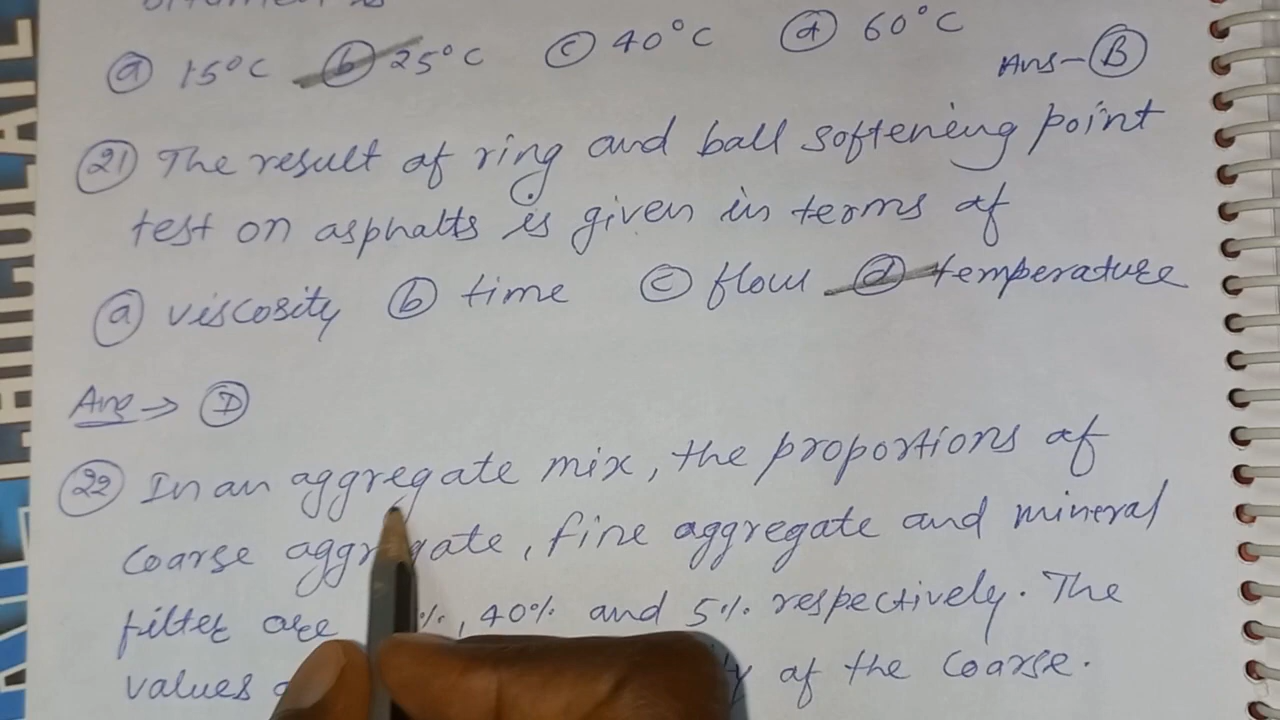 ⓐ 15°C ⓑ 25°C ⓒ 40°C ⓓ 60°C
Ans-Ⓑ
㉑ The result of ring and ball softening point
test on asphalts is given in terms of
ⓐ viscosity ⓑ time ⓒ flow ⓓ temperature
Ans → Ⓓ
㉒ In an aggregate mix, the proportions of
coarse aggregate, fine aggregate and mineral
filter are %, 40% and 5% respectively. The
values of the coarse.